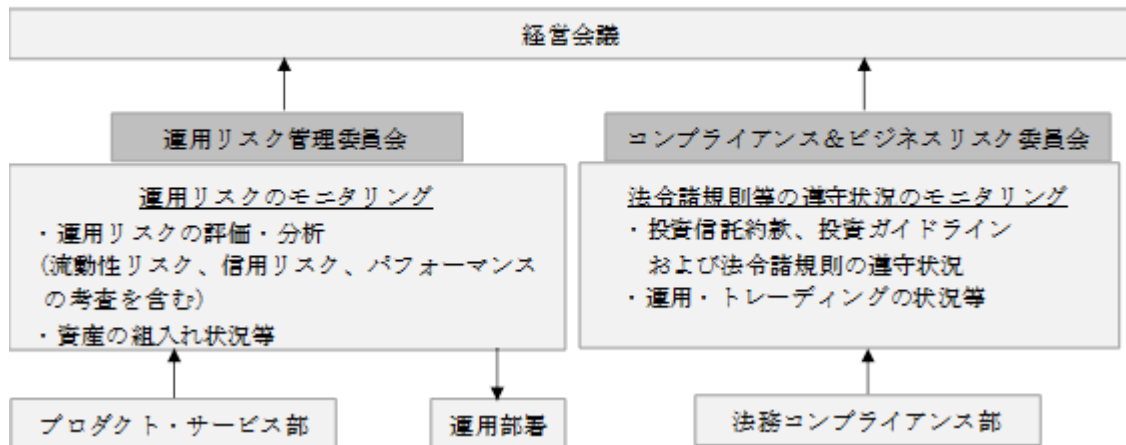 経営会議
運用リスク管理委員会
コンプライアンス＆ビジネスリスク委員会
運用リスクのモニタリング
・運用リスクの評価・分析
(流動性リスク、信用リスク、パフォーマンス
の考査を含む)
・資産の組入れ状況等
法令諸規則等の遵守状況のモニタリング
・投資信託約款、投資ガイドライン
および法令諸規則の遵守状況
・運用・トレーディングの状況等
プロダクト・サービス部
運用部署
法務コンプライアンス部